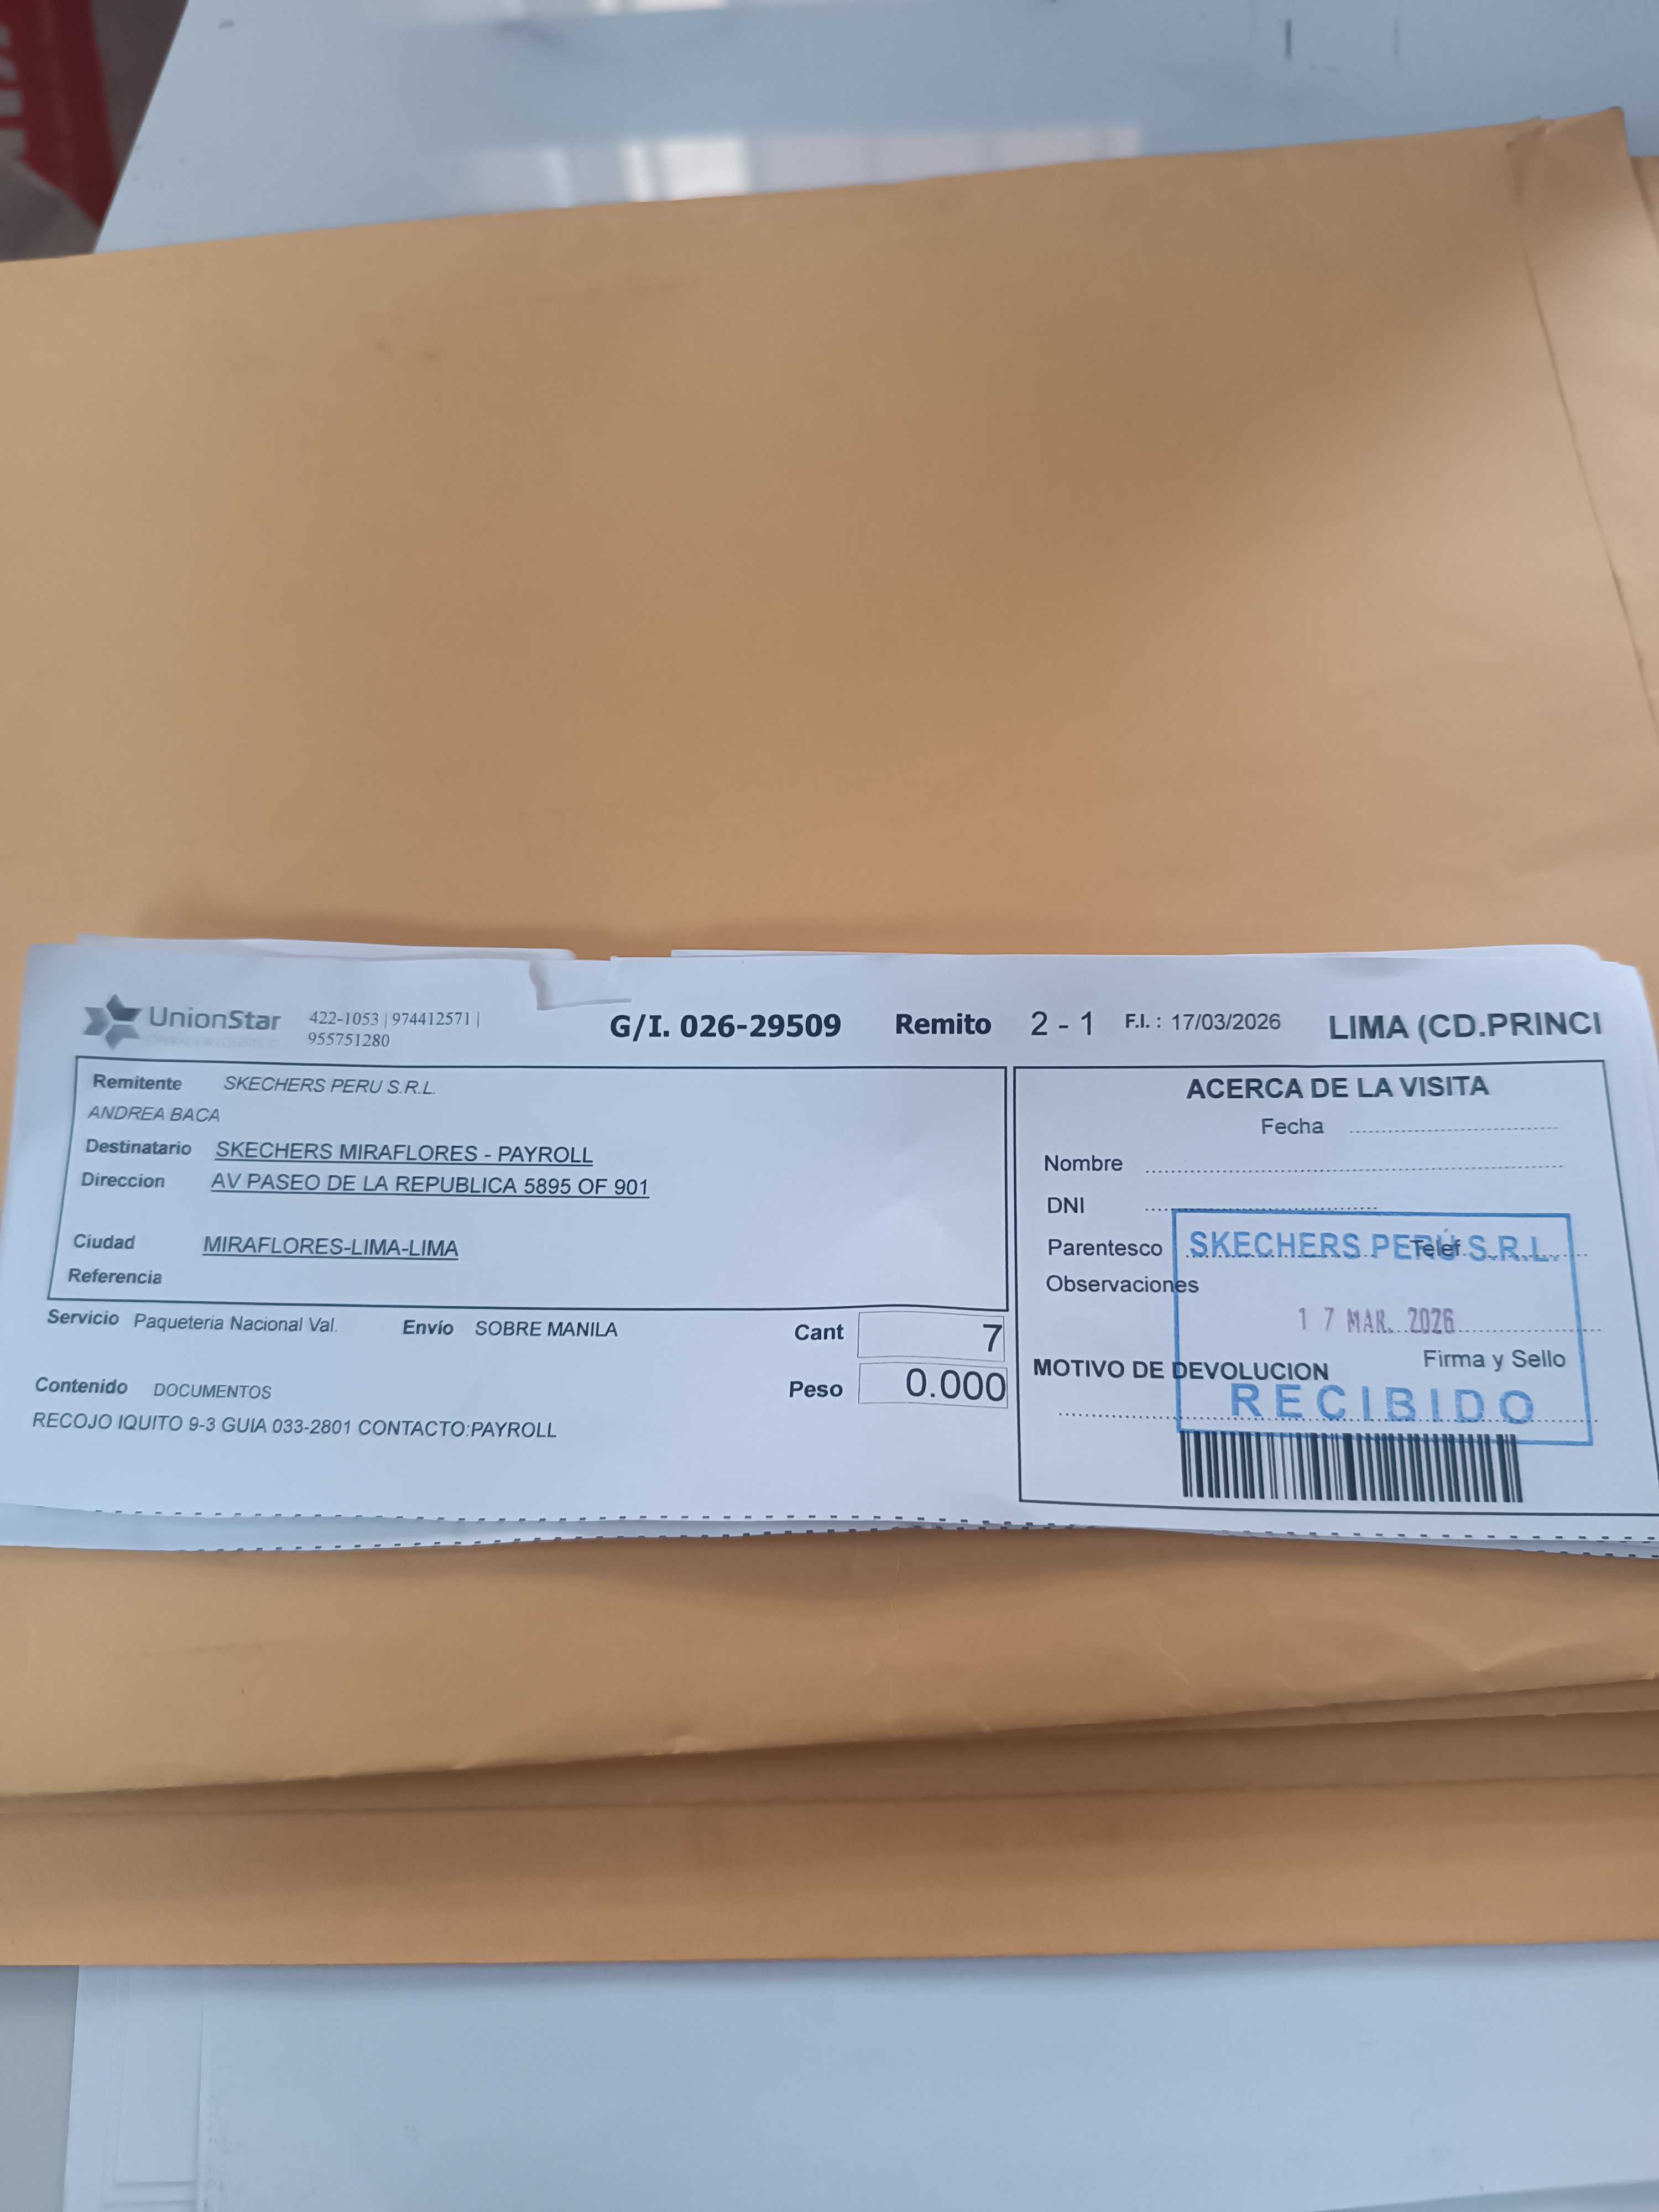 UnionStar
422-1053 | 974412571 |
955751280
G/I. 026-29509 Remito 2 - 1 F.I. : 17/03/2026 LIMA (CD.PRINCI
Remitente SKECHERS PERU S.R.L.
ANDREA BACA
Destinatario SKECHERS MIRAFLORES - PAYROLL
Direccion AV PASEO DE LA REPUBLICA 5895 OF 901
Ciudad MIRAFLORES-LIMA-LIMA
Referencia
Servicio Paqueteria Nacional Val. Envío SOBRE MANILA Cant 7
Contenido DOCUMENTOS Peso 0.000
RECOJO IQUITO 9-3 GUIA 033-2801 CONTACTO:PAYROLL
ACERCA DE LA VISITA
Fecha
Nombre
DNI
Parentesco Telef.
Observaciones
Firma y Sello
MOTIVO DE DEVOLUCION
SKECHERS PERÚ S.R.L.
17 MAR. 2026
RECIBIDO